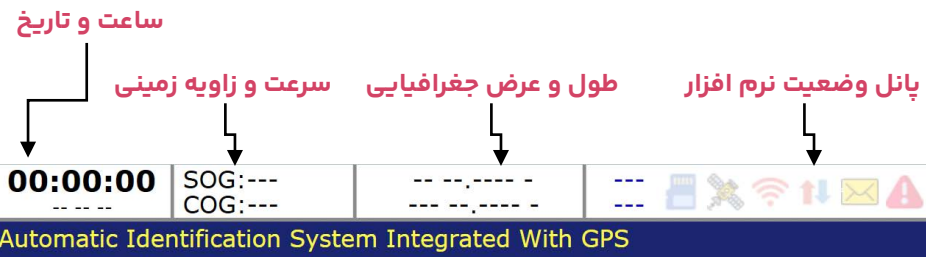 ساعت و تاریخ
سرعت و زاویه زمینی
طول و عرض جغرافیایی
پانل وضعیت نرم افزار
00:00:00
-- -- --
SOG:---
COG:---
-- --.---- -
--- --.---- -
---
---
Automatic Identification System Integrated With GPS